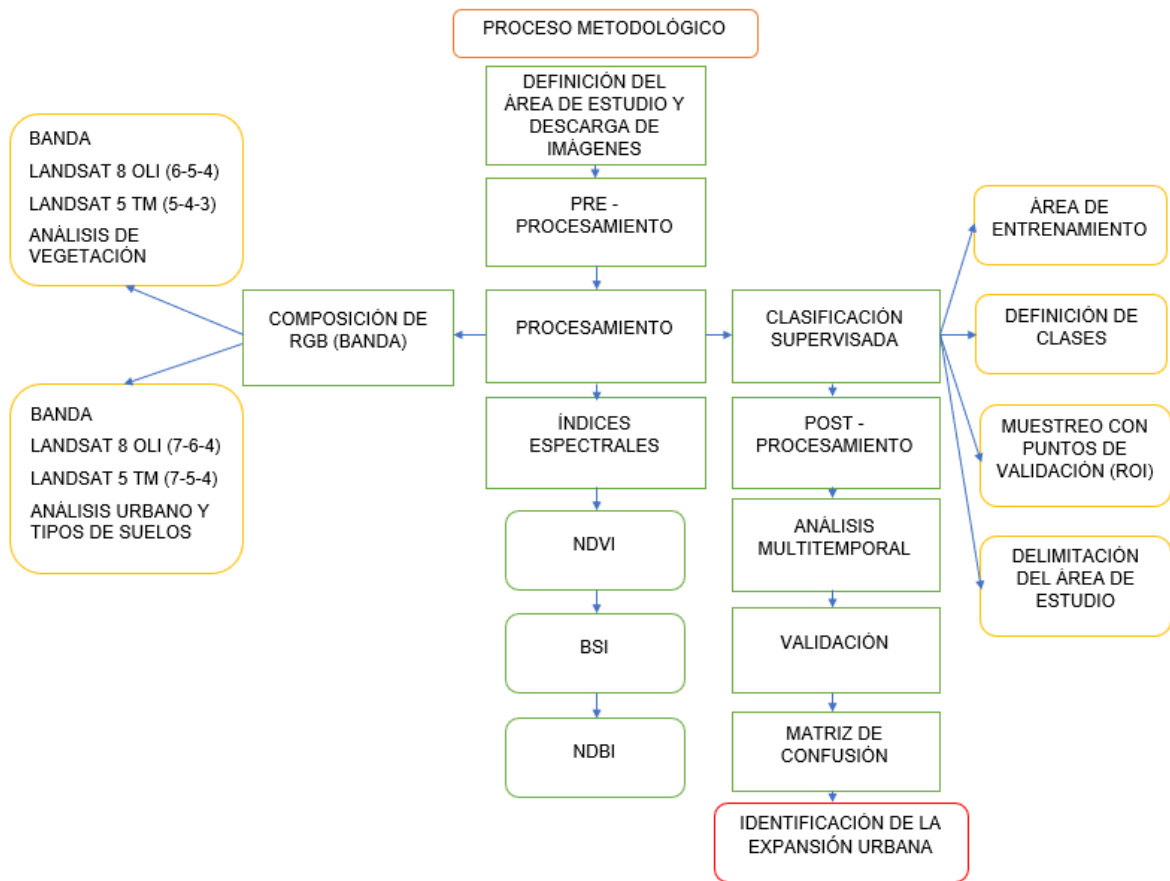 PROCESO METODOLÓGICO
DEFINICIÓN DEL
ÁREA DE ESTUDIO Y
DESCARGA DE
IMÁGENES
PRE -
PROCESAMIENTO
PROCESAMIENTO
COMPOSICIÓN DE
RGB (BANDA)
BANDA
LANDSAT 8 OLI (6-5-4)
LANDSAT 5 TM (5-4-3)
ANÁLISIS DE
VEGETACIÓN
BANDA
LANDSAT 8 OLI (7-6-4)
LANDSAT 5 TM (7-5-4)
ANÁLISIS URBANO Y
TIPOS DE SUELOS
ÍNDICES
ESPECTRALES
NDVI
BSI
NDBI
CLASIFICACIÓN
SUPERVISADA
ÁREA DE
ENTRENAMIENTO
DEFINICIÓN DE
CLASES
MUESTREO CON
PUNTOS DE
VALIDACIÓN (ROI)
DELIMITACIÓN
DEL ÁREA DE
ESTUDIO
POST -
PROCESAMIENTO
ANÁLISIS
MULTITEMPORAL
VALIDACIÓN
MATRIZ DE
CONFUSIÓN
IDENTIFICACIÓN DE LA
EXPANSIÓN URBANA